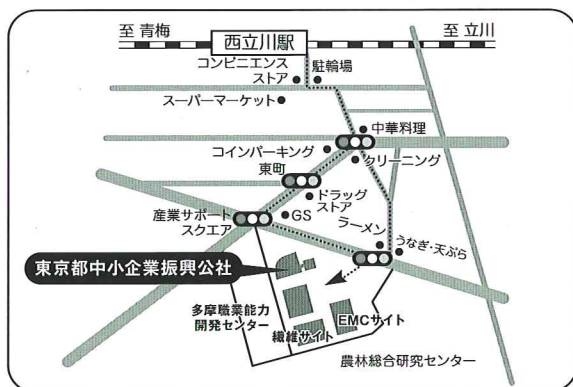 至 青梅
至 立川
西立川駅
コンビニエンス
ストア
駐輪場
スーパーマーケット
中華料理
コインパーキング
クリーニング
東町
ドラッグ
ストア
産業サポート
スクエア
GS
ラーメン
うなぎ・天ぷら
東京都中小企業振興公社
多摩職業能力
開発センター
繊維サイト
EMCサイト
農林総合研究センター